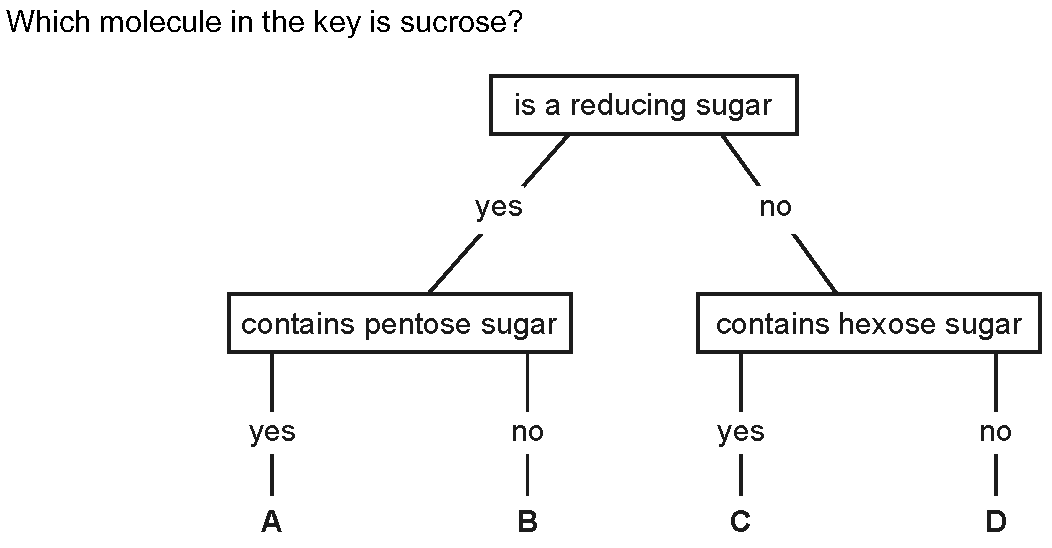 Which molecule in the key is sucrose?
is a reducing sugar
yes
no
contains pentose sugar
contains hexose sugar
yes
no
yes
no
A
B
C
D